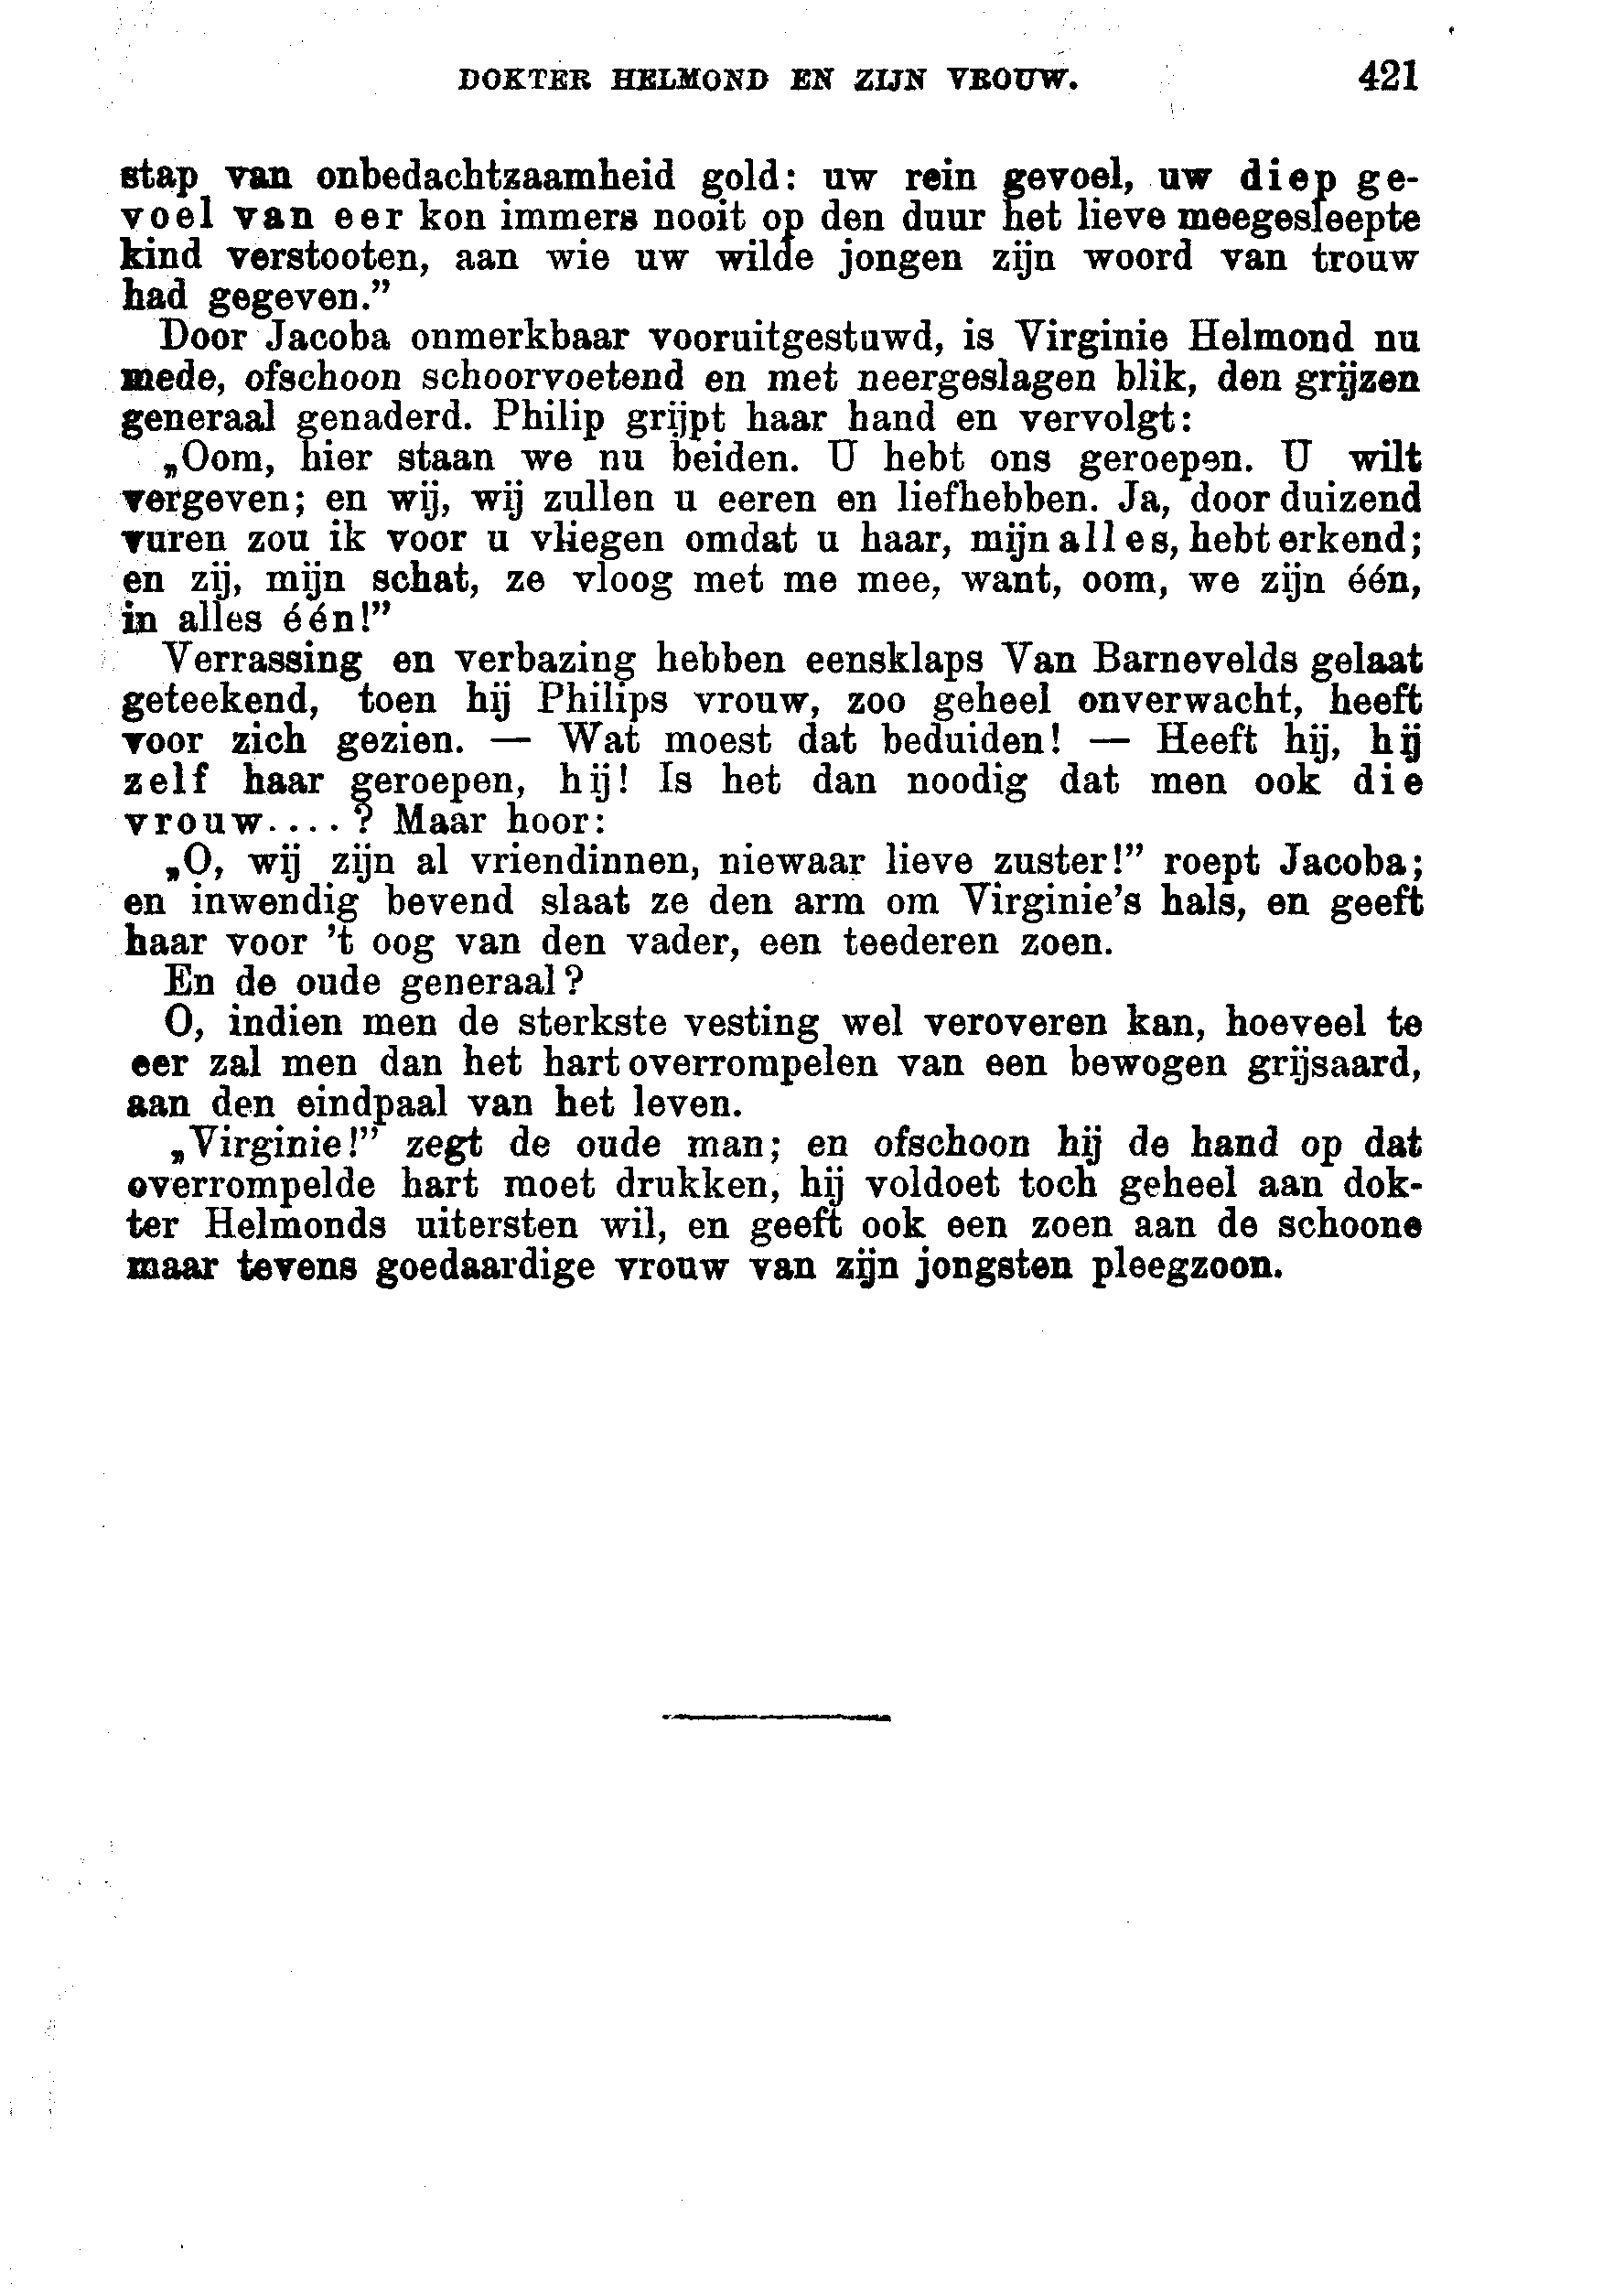 DOKTER HELMOND EN ZIJN VROUW. 421
stap van onbedachtzaamheid gold: uw rein gevoel, uw diep ge-
voel van eer kon immers nooit op den duur het lieve meegesleepte
kind verstooten, aan wie uw wilde jongen zijn woord van trouw
had gegeven.”
Door Jacoba onmerkbaar vooruitgestuwd, is Virginie Helmond nu
mede, ofschoon schoorvoetend en met neergeslagen blik, den grijzen
generaal genaderd. Philip grijpt haar hand en vervolgt:
„Oom, hier staan we nu beiden. U hebt ons geroepen. U wilt
vergeven; en wij, wij zullen u eeren en liefhebben. Ja, door duizend
vuren zou ik voor u vliegen omdat u haar, mijn alles, hebt erkend;
en zij, mijn schat, ze vloog met me mee, want, oom, we zijn één,
in alles één!”
Verrassing en verbazing hebben eensklaps Van Barnevelds gelaat
geteekend, toen hij Philips vrouw, zoo geheel onverwacht, heeft
voor zich gezien. — Wat moest dat beduiden! — Heeft hij, hij
zelf haar geroepen, hij! Is het dan noodig dat men ook die
vrouw....? Maar hoor:
„O, wij zijn al vriendinnen, niewaar lieve zuster!” roept Jacoba;
en inwendig bevend slaat ze den arm om Virginie's hals, en geeft
haar voor 't oog van den vader, een teederen zoen.
En de oude generaal?
O, indien men de sterkste vesting wel veroveren kan, hoeveel te
eer zal men dan het hart overrompelen van een bewogen grijsaard,
aan den eindpaal van het leven.
„Virginie!” zegt de oude man; en ofschoon hij de hand op dat
overrompelde hart moet drukken, hij voldoet toch geheel aan dok-
ter Helmonds uitersten wil, en geeft ook een zoen aan de schoone
maar tevens goedaardige vrouw van zijn jongsten pleegzoon.